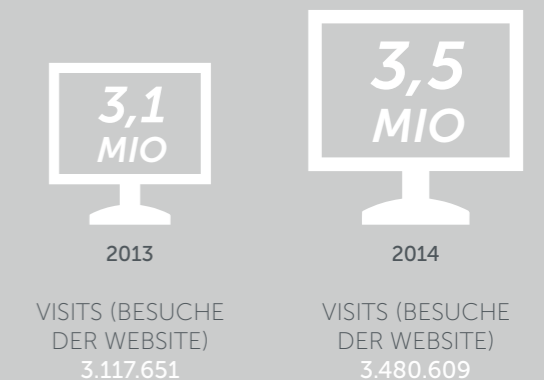 3,1
MIO
2013
VISITS (BESUCHE
DER WEBSITE)
3.117.651
3,5
MIO
2014
VISITS (BESUCHE
DER WEBSITE)
3.480.609